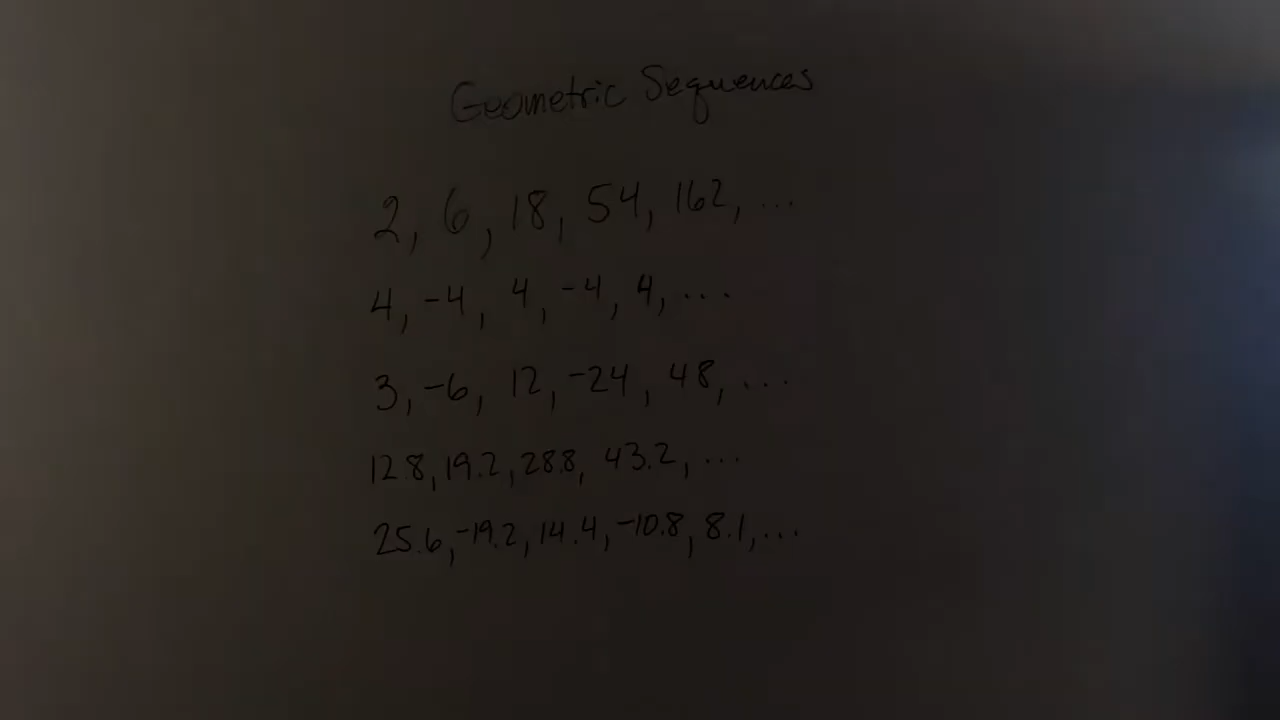 Geometric Sequences
2, 6, 18, 54, 162, ...
4, -4, 4, -4, 4, ...
3, -6, 12, -24, 48, ...
12.8, 19.2, 28.8, 43.2, ...
25.6, -19.2, 14.4, -10.8, 8.1, ...